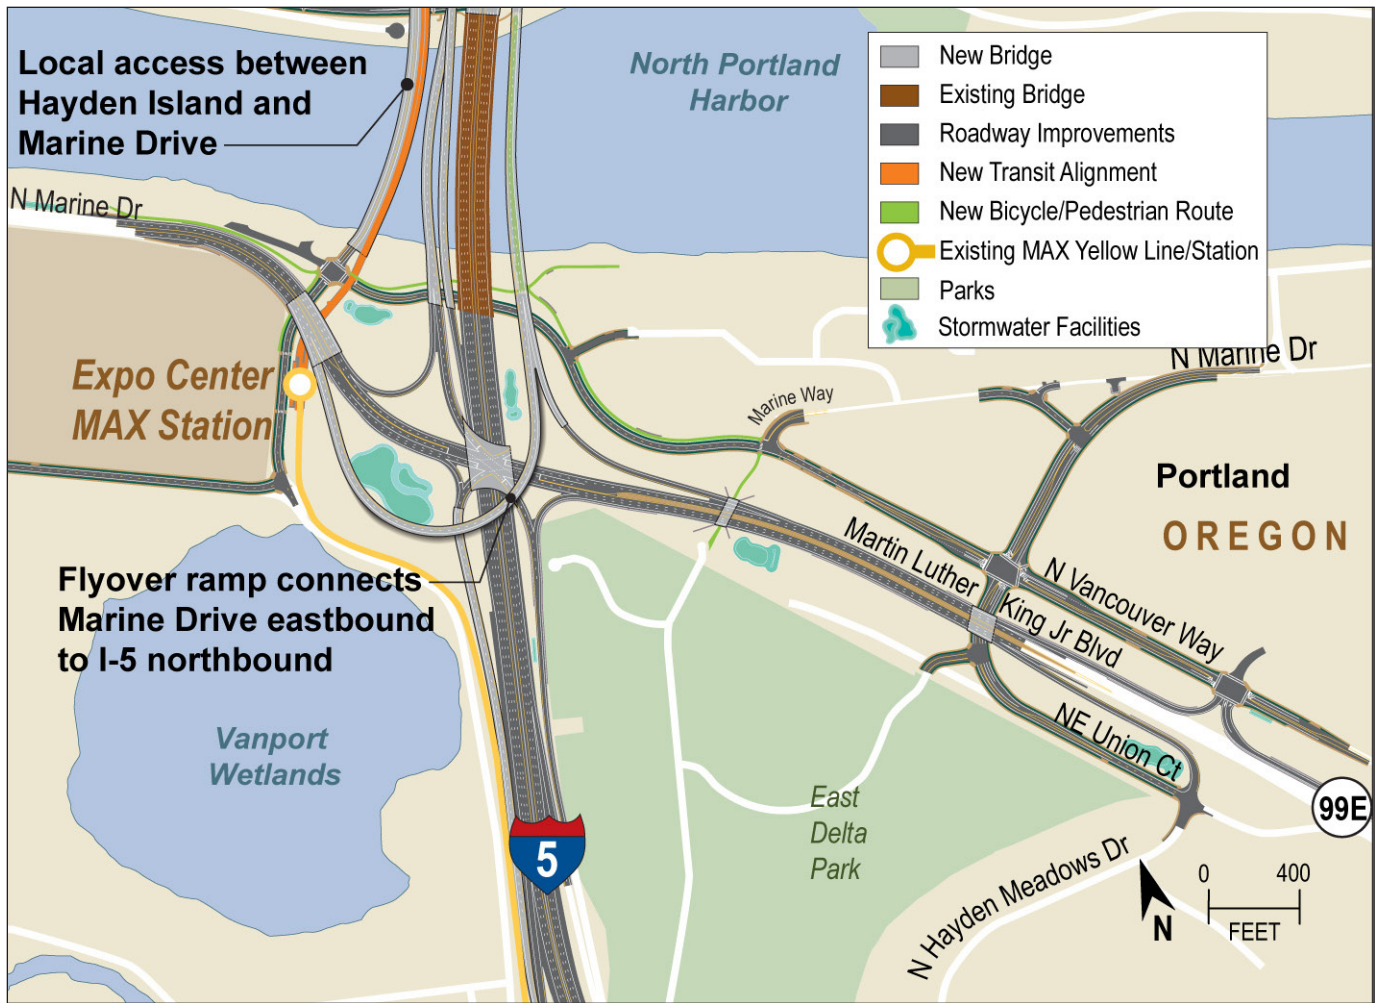 Local access between
Hayden Island and
Marine Drive
North Portland
Harbor
New Bridge
Existing Bridge
Roadway Improvements
New Transit Alignment
New Bicycle/Pedestrian Route
Existing MAX Yellow Line/Station
Parks
Stormwater Facilities
N Marine Dr
N Marine Dr
Expo Center
MAX Station
Marine Way
Portland
OREGON
Martin Luther
King Jr Blvd
N Vancouver Way
Flyover ramp connects
Marine Drive eastbound
to I-5 northbound
Vanport
Wetlands
NE Union Ct
East
Delta
Park
99E
5
N Hayden Meadows Dr
N
0 400
FEET